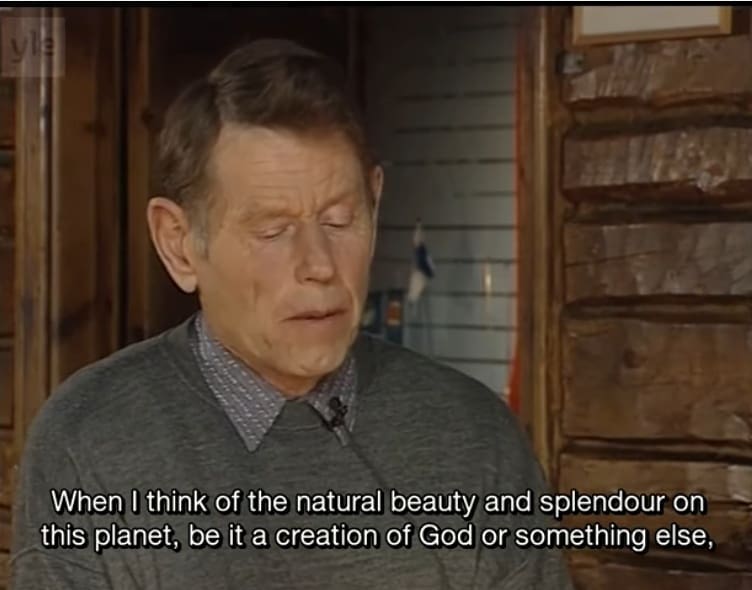 yle
When I think of the natural beauty and splendour on
this planet, be it a creation of God or something else,